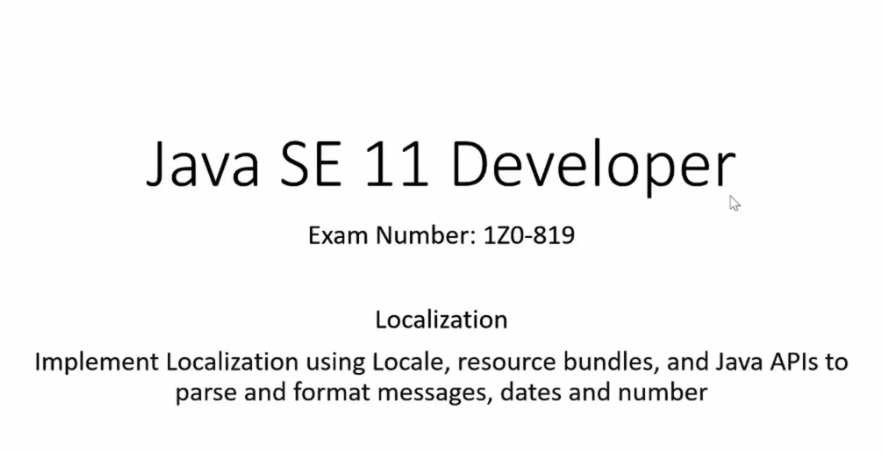 Java SE 11 Developer
Exam Number: 1Z0-819
Localization
Implement Localization using Locale, resource bundles, and Java APIs to
parse and format messages, dates and number